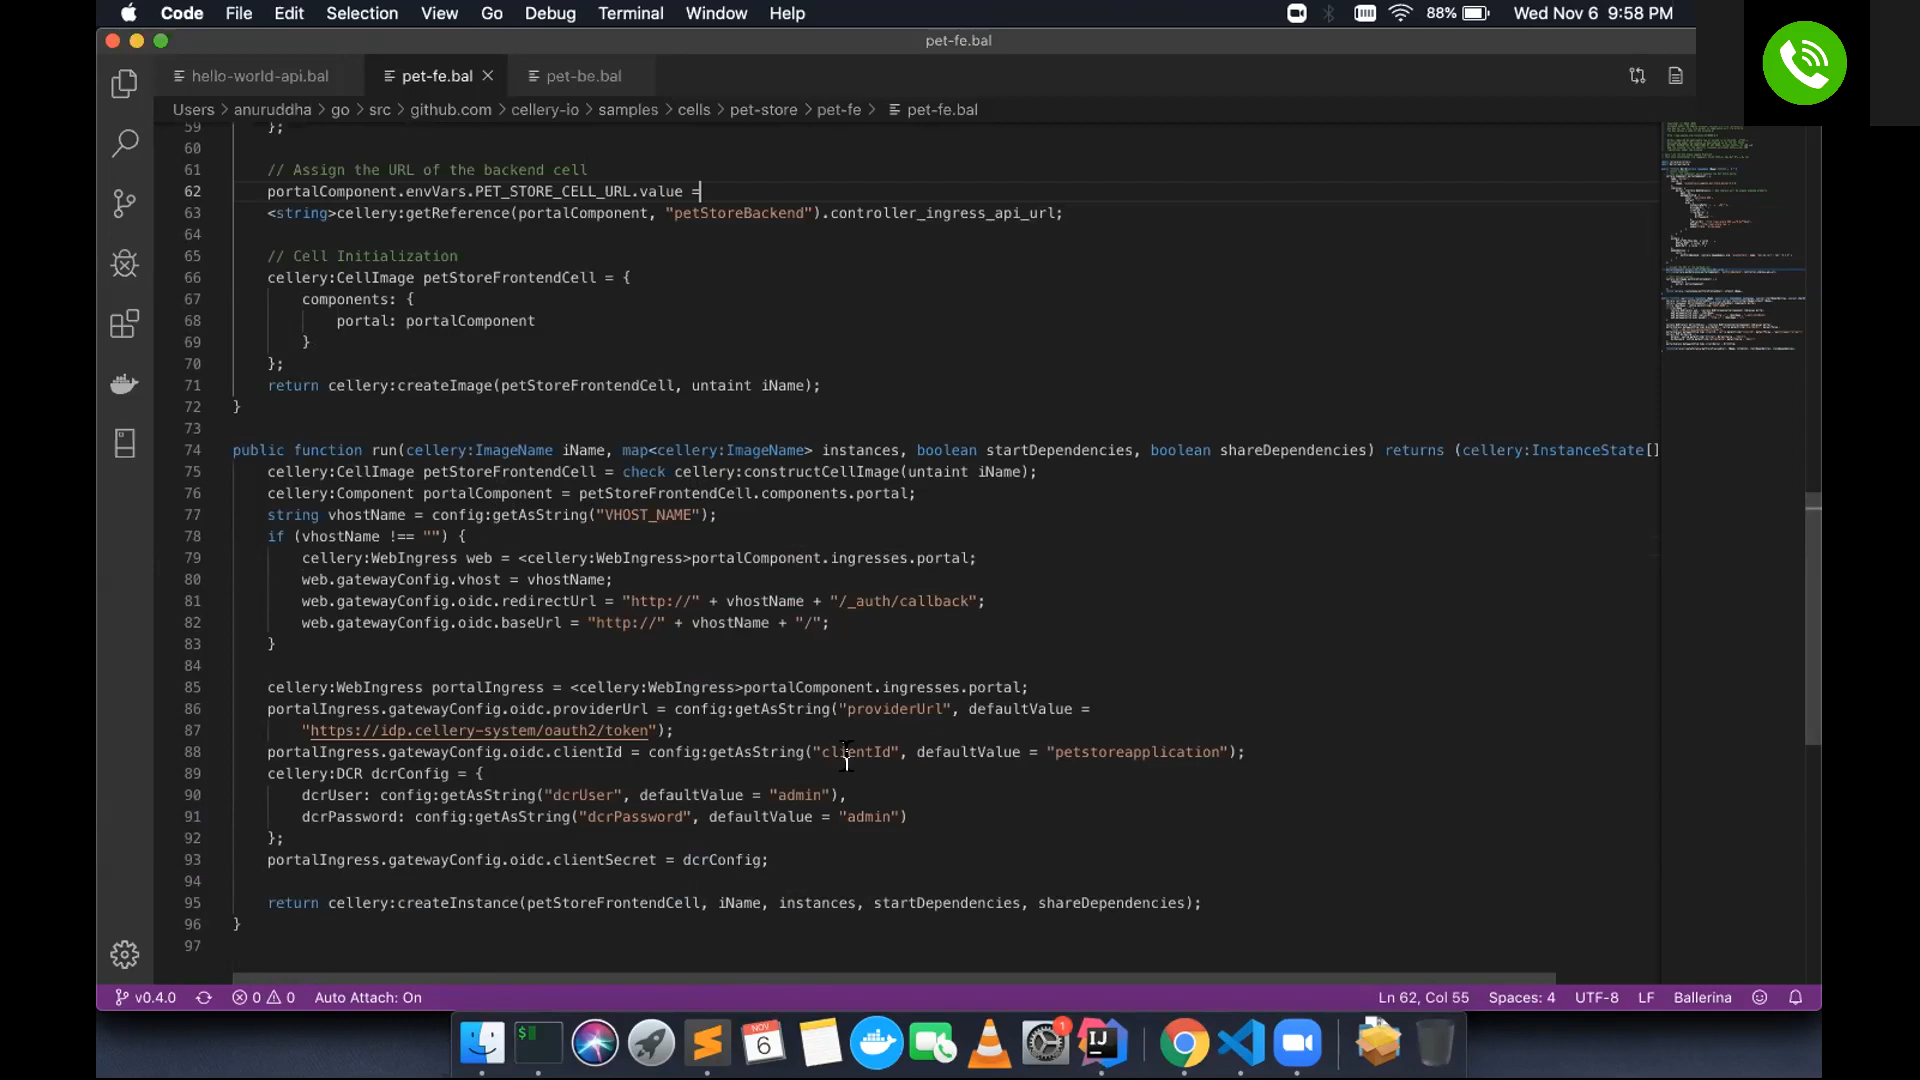 Code File Edit Selection View Go Debug Terminal Window Help 88% Wed Nov 6 9:58 PM
pet-fe.bal
hello-world-api.bal pet-fe.bal pet-be.bal
Users > anuruddha > go > src > github.com > cellery-io > samples > cells > pet-store > pet-fe > pet-fe.bal
59 };
60
61 // Assign the URL of the backend cell
62 portalComponent.envVars.PET_STORE_CELL_URL.value =
63 <string>cellery:getReference(portalComponent, "petStoreBackend").controller_ingress_api_url;
64
65 // Cell Initialization
66 cellery:CellImage petStoreFrontendCell = {
67 components: {
68 portal: portalComponent
69 }
70 };
71 return cellery:createImage(petStoreFrontendCell, untaint iName);
72 }
73
74 public function run(cellery:ImageName iName, map<cellery:ImageName> instances, boolean startDependencies, boolean shareDependencies) returns (cellery:InstanceState[]
75 cellery:CellImage petStoreFrontendCell = check cellery:constructCellImage(untaint iName);
76 cellery:Component portalComponent = petStoreFrontendCell.components.portal;
77 string vhostName = config:getAsString("VHOST_NAME");
78 if (vhostName !== "") {
79 cellery:WebIngress web = <cellery:WebIngress>portalComponent.ingresses.portal;
80 web.gatewayConfig.vhost = vhostName;
81 web.gatewayConfig.oidc.redirectUrl = "http://" + vhostName + "/_auth/callback";
82 web.gatewayConfig.oidc.baseUrl = "http://" + vhostName + "/";
83 }
84
85 cellery:WebIngress portalIngress = <cellery:WebIngress>portalComponent.ingresses.portal;
86 portalIngress.gatewayConfig.oidc.providerUrl = config:getAsString("providerUrl", defaultValue =
87 "https://idp.cellery-system/oauth2/token");
88 portalIngress.gatewayConfig.oidc.clientId = config:getAsString("clientId", defaultValue = "petstoreapplication");
89 cellery:DCR dcrConfig = {
90 dcrUser: config:getAsString("dcrUser", defaultValue = "admin"),
91 dcrPassword: config:getAsString("dcrPassword", defaultValue = "admin")
92 };
93 portalIngress.gatewayConfig.oidc.clientSecret = dcrConfig;
94
95 return cellery:createInstance(petStoreFrontendCell, iName, instances, startDependencies, shareDependencies);
96 }
97
v0.4.0 0 0 Auto Attach: On Ln 62, Col 55 Spaces: 4 UTF-8 LF Ballerina
$ NOV 6 IJ 1